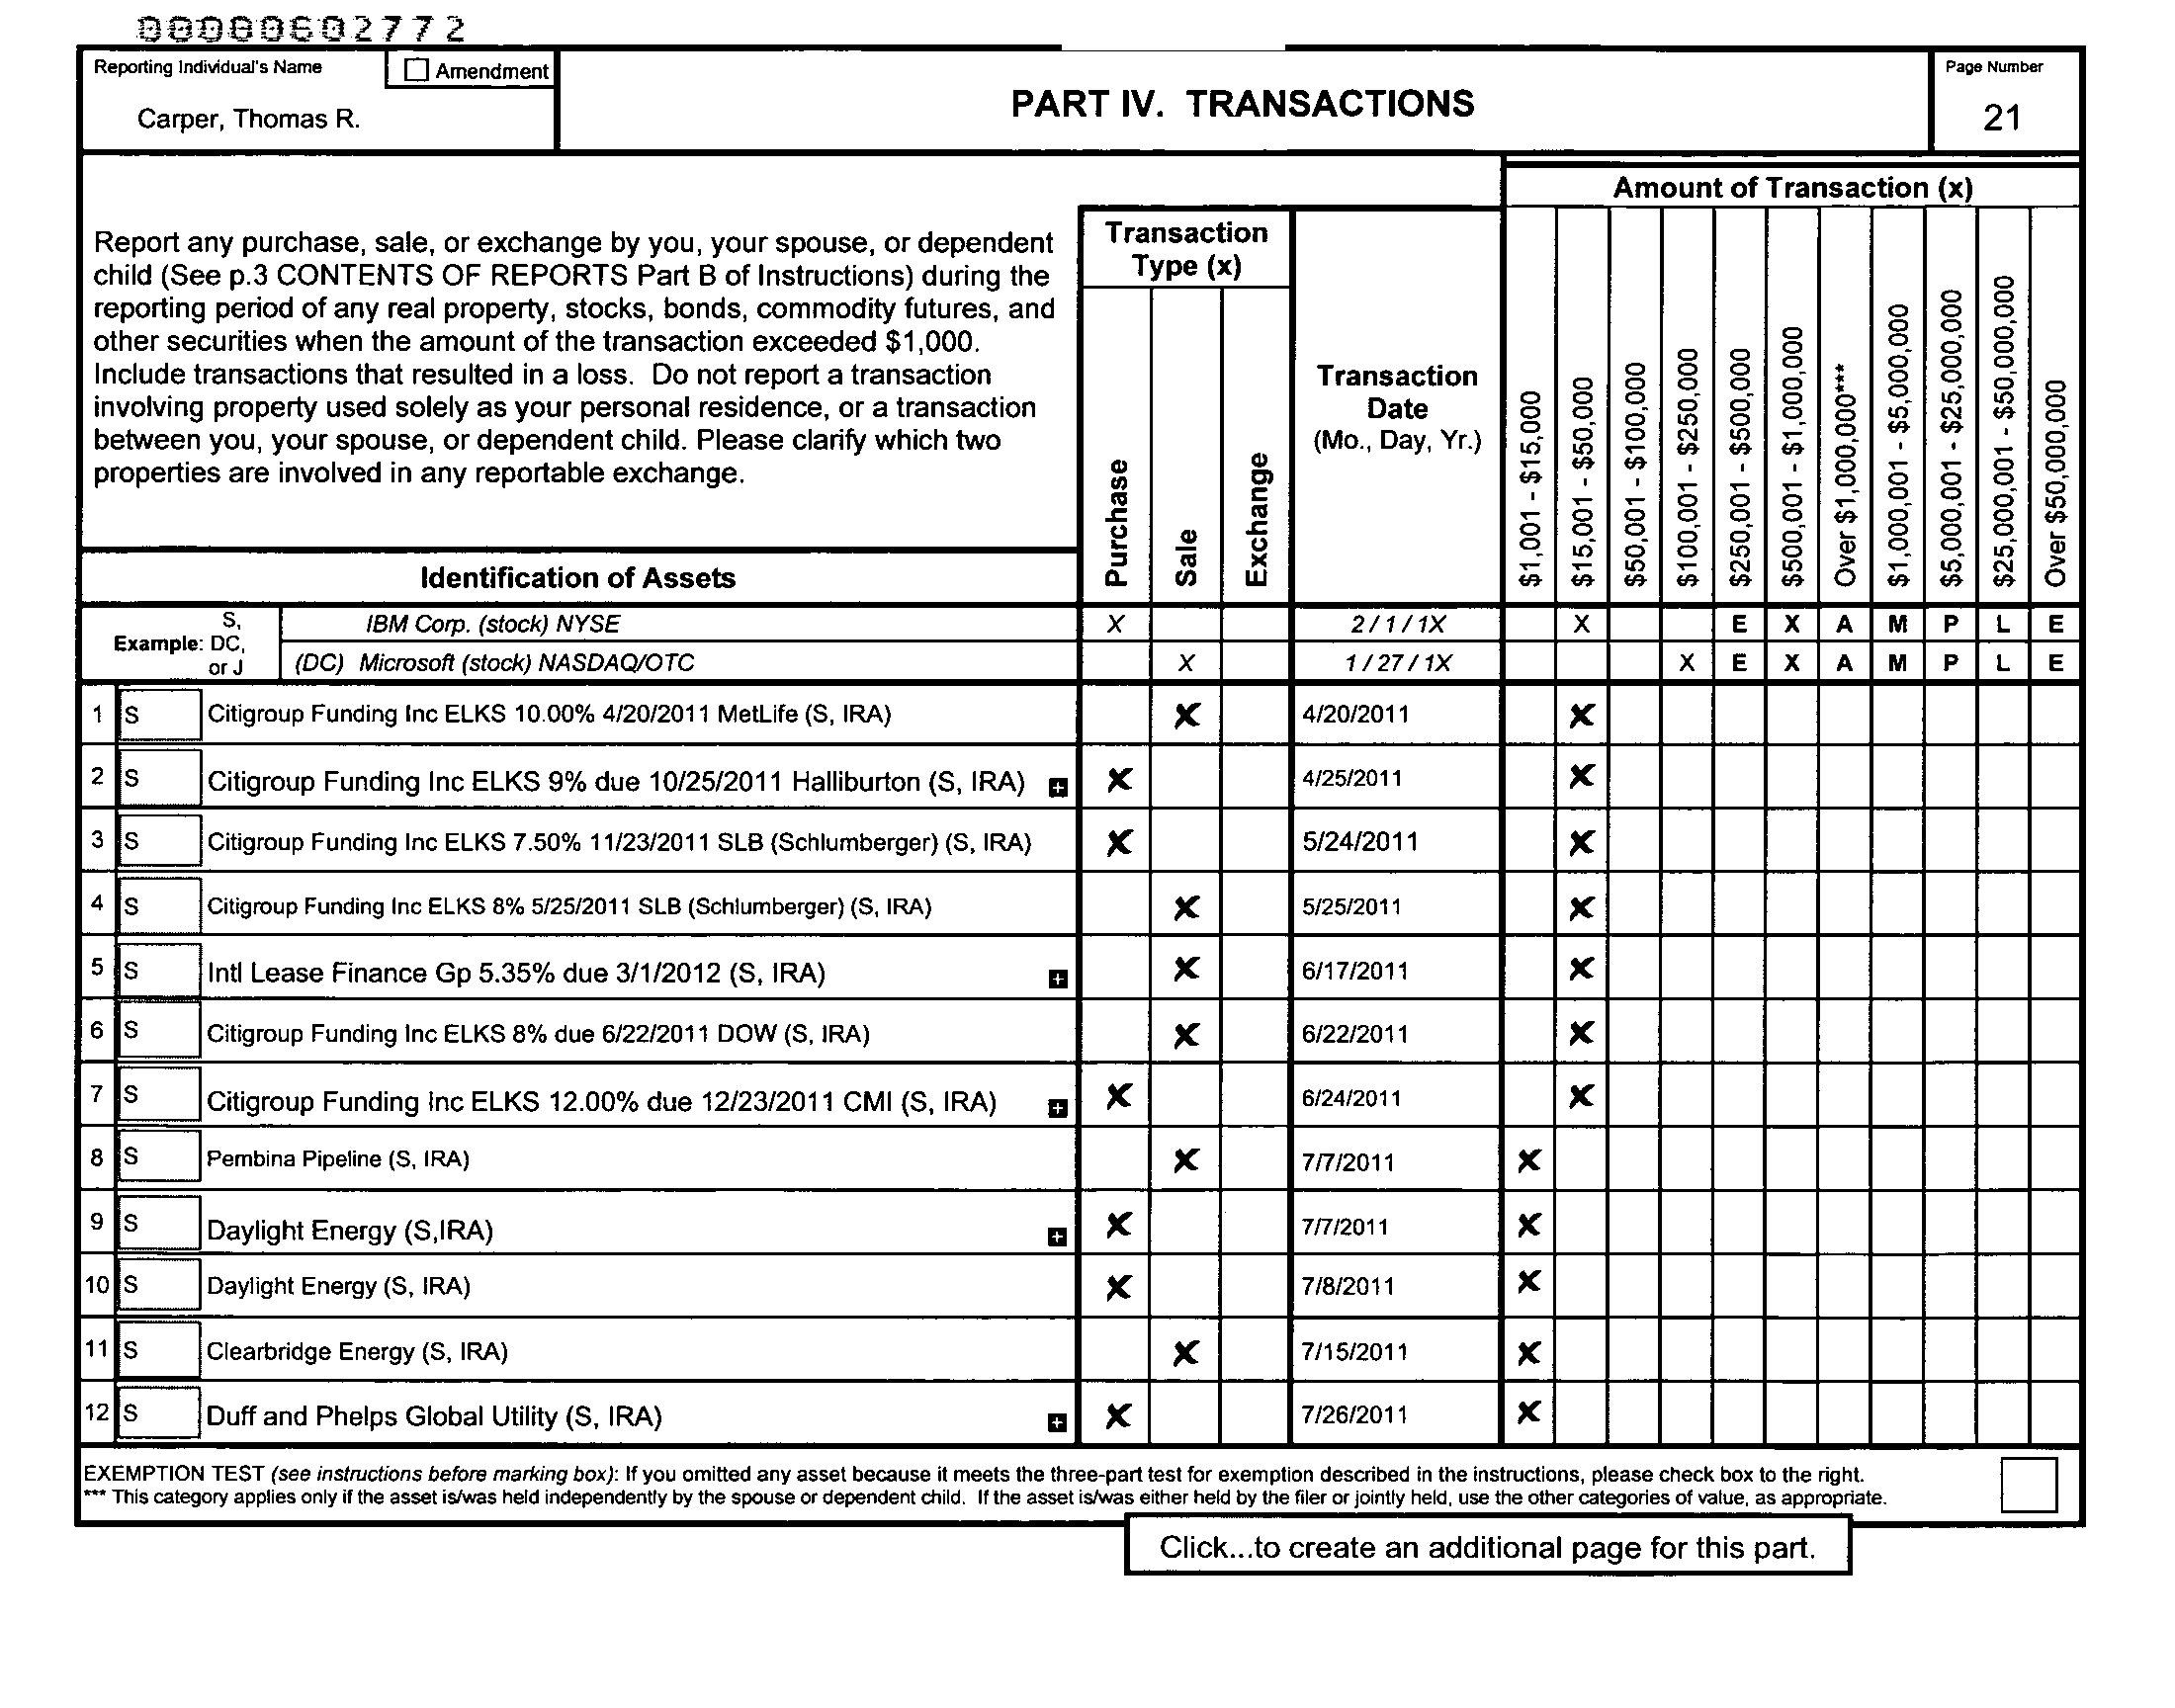 00000602772
Reporting Individual's Name
Amendment
Carper, Thomas R.
PART IV. TRANSACTIONS
Page Number
21
Amount of Transaction (x)
Report any purchase, sale, or exchange by you, your spouse, or dependent
child (See p.3 CONTENTS OF REPORTS Part B of Instructions) during the
reporting period of any real property, stocks, bonds, commodity futures, and
other securities when the amount of the transaction exceeded $1,000.
Include transactions that resulted in a loss. Do not report a transaction
involving property used solely as your personal residence, or a transaction
between you, your spouse, or dependent child. Please clarify which two
properties are involved in any reportable exchange.
Transaction
Type (x)
Purchase
Sale
Exchange
Transaction
Date
(Mo., Day, Yr.)
$1,001 - $15,000
$15,001 - $50,000
$50,001 - $100,000
$100,001 - $250,000
$250,001 - $500,000
$500,001 - $1,000,000
Over $1,000,000***
$1,000,001 - $5,000,000
$5,000,001 - $25,000,000
$25,000,001 - $50,000,000
Over $50,000,000
Identification of Assets
Example: S, DC, or J
IBM Corp. (stock) NYSE X 2 / 1 / 1X X E X A M P L E
(DC) Microsoft (stock) NASDAQ/OTC X 1 / 27 / 1X X E X A M P L E
1 S Citigroup Funding Inc ELKS 10.00% 4/20/2011 MetLife (S, IRA) X 4/20/2011 X
2 S Citigroup Funding Inc ELKS 9% due 10/25/2011 Halliburton (S, IRA) + X 4/25/2011 X
3 S Citigroup Funding Inc ELKS 7.50% 11/23/2011 SLB (Schlumberger) (S, IRA) X 5/24/2011 X
4 S Citigroup Funding Inc ELKS 8% 5/25/2011 SLB (Schlumberger) (S, IRA) X 5/25/2011 X
5 S Intl Lease Finance Gp 5.35% due 3/1/2012 (S, IRA) + X 6/17/2011 X
6 S Citigroup Funding Inc ELKS 8% due 6/22/2011 DOW (S, IRA) X 6/22/2011 X
7 S Citigroup Funding Inc ELKS 12.00% due 12/23/2011 CMI (S, IRA) + X 6/24/2011 X
8 S Pembina Pipeline (S, IRA) X 7/7/2011 X
9 S Daylight Energy (S,IRA) + X 7/7/2011 X
10 S Daylight Energy (S, IRA) X 7/8/2011 X
11 S Clearbridge Energy (S, IRA) X 7/15/2011 X
12 S Duff and Phelps Global Utility (S, IRA) + X 7/26/2011 X
EXEMPTION TEST (see instructions before marking box): If you omitted any asset because it meets the three-part test for exemption described in the instructions, please check box to the right.
*** This category applies only if the asset is/was held independently by the spouse or dependent child. If the asset is/was either held by the filer or jointly held, use the other categories of value, as appropriate.
Click...to create an additional page for this part.